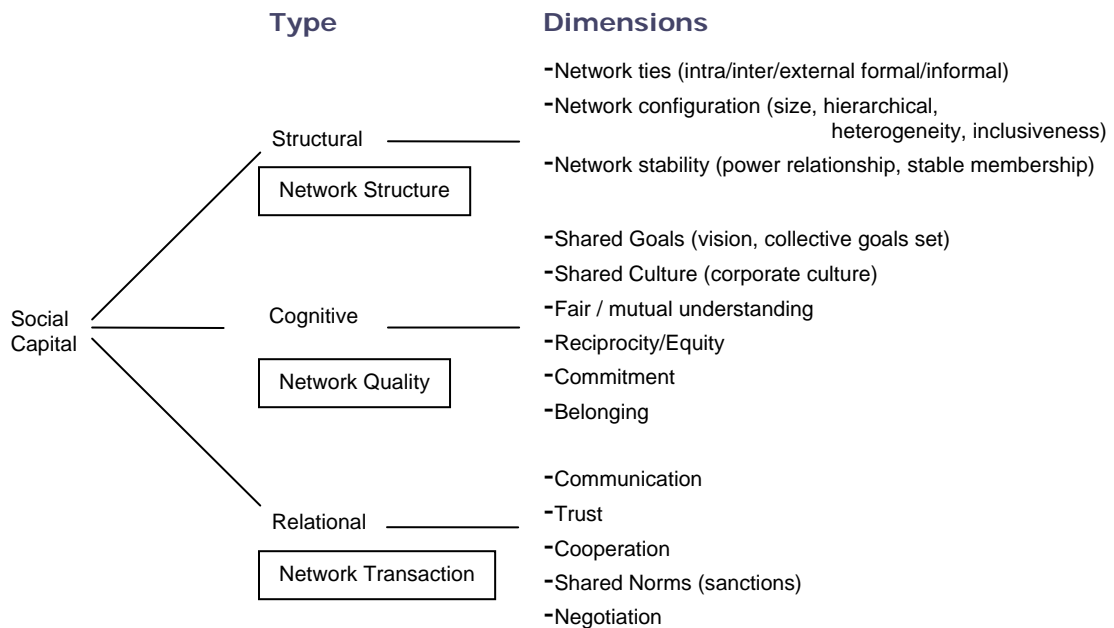 Type
Dimensions
-Network ties (intra/inter/external formal/informal)
-Network configuration (size, hierarchical,
heterogeneity, inclusiveness)
Structural
-Network stability (power relationship, stable membership)
Network Structure
-Shared Goals (vision, collective goals set)
-Shared Culture (corporate culture)
Social
Capital
Cognitive
-Fair / mutual understanding
-Reciprocity/Equity
Network Quality
-Commitment
-Belonging
-Communication
-Trust
Relational
-Cooperation
Network Transaction
-Shared Norms (sanctions)
-Negotiation